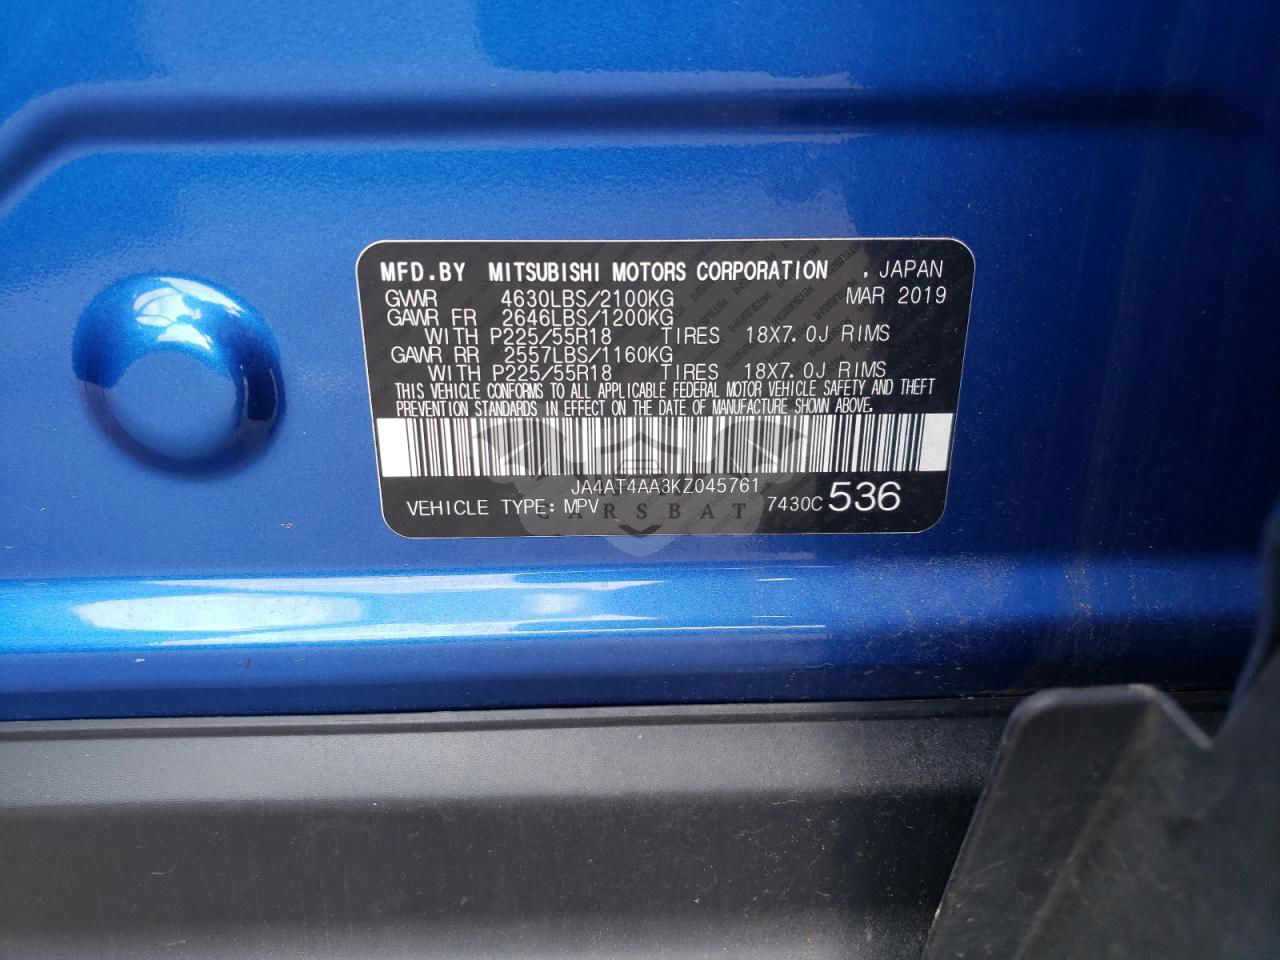 MFD.BY MITSUBISHI MOTORS CORPORATION , JAPAN
GVWR 4630LBS/2100KG MAR 2019
GAWR FR 2646LBS/1200KG
WITH P225/55R18 TIRES 18X7.0J RIMS
GAWR RR 2557LBS/1160KG
WITH P225/55R18 TIRES 18X7.0J RIMS
THIS VEHICLE CONFORMS TO ALL APPLICABLE FEDERAL MOTOR VEHICLE SAFETY AND THEFT
PREVENTION STANDARDS IN EFFECT ON THE DATE OF MANUFACTURE SHOWN ABOVE.
JA4AT4AA3KZ045761
VEHICLE TYPE: MPV 7430C 536
CARSBAT